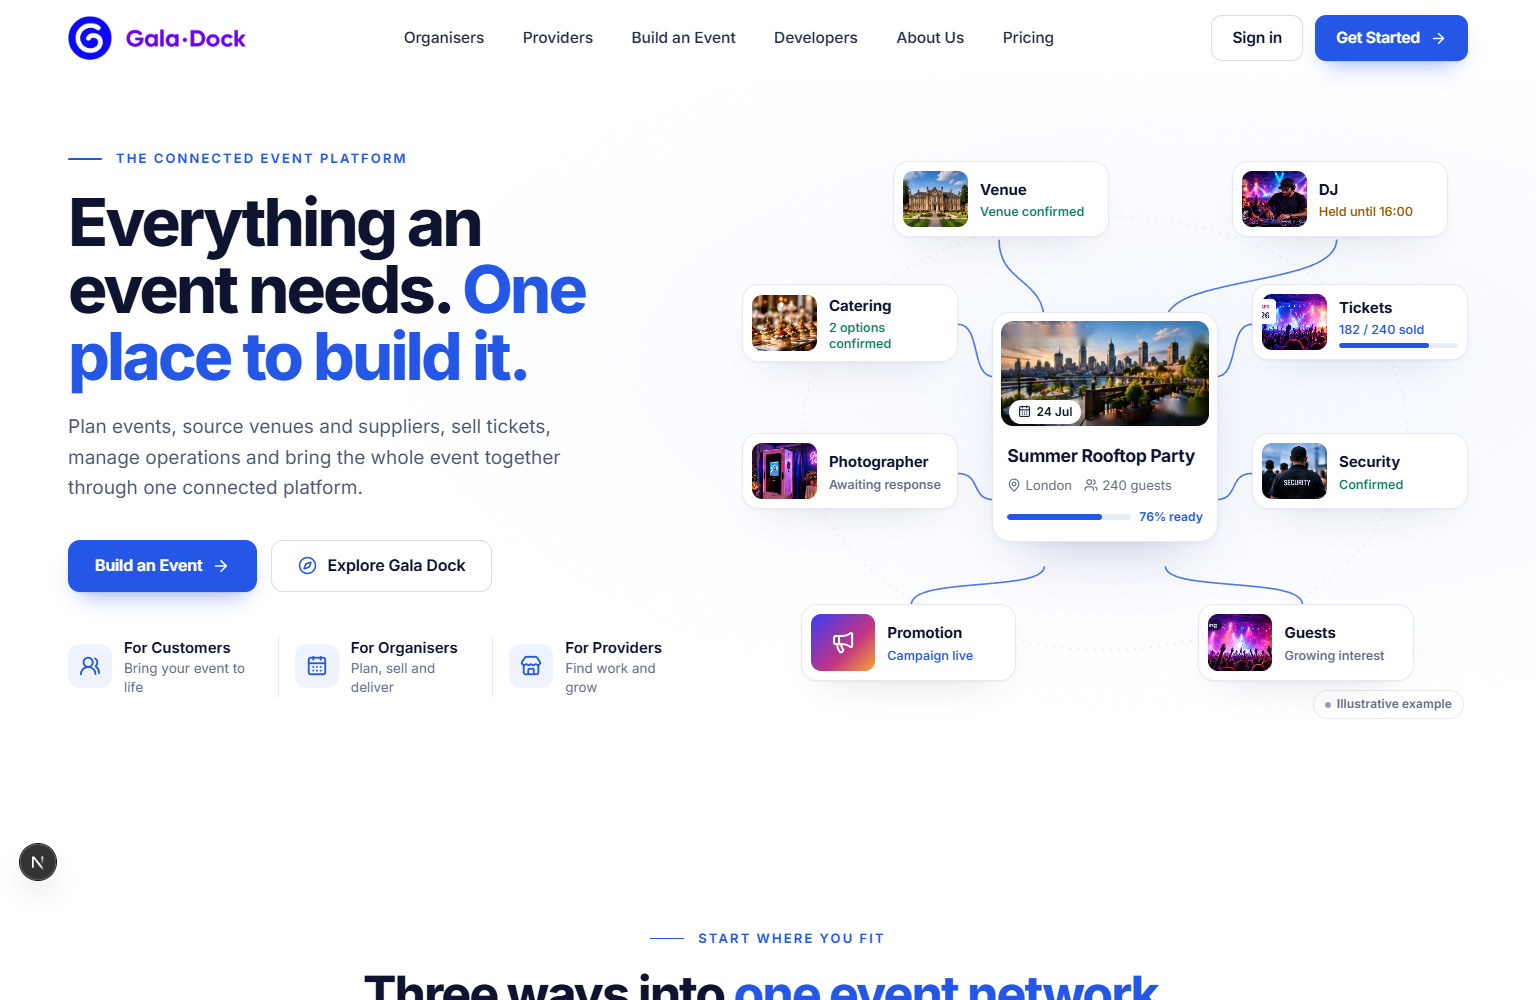 Gala·Dock
Organisers
Providers
Build an Event
Developers
About Us
Pricing
Sign in
Get Started
THE CONNECTED EVENT PLATFORM
Everything an
event needs. One
place to build it.
Plan events, source venues and suppliers, sell tickets,
manage operations and bring the whole event together
through one connected platform.
Build an Event
Explore Gala Dock
For Customers
Bring your event to
life
For Organisers
Plan, sell and
deliver
For Providers
Find work and
grow
Venue
Venue confirmed
DJ
Held until 16:00
Catering
2 options
confirmed
Tickets
182 / 240 sold
24 Jul
Summer Rooftop Party
London
240 guests
76% ready
Photographer
Awaiting response
SECURITY
Security
Confirmed
Promotion
Campaign live
Guests
Growing interest
Illustrative example
N
START WHERE YOU FIT
Three ways into one event network